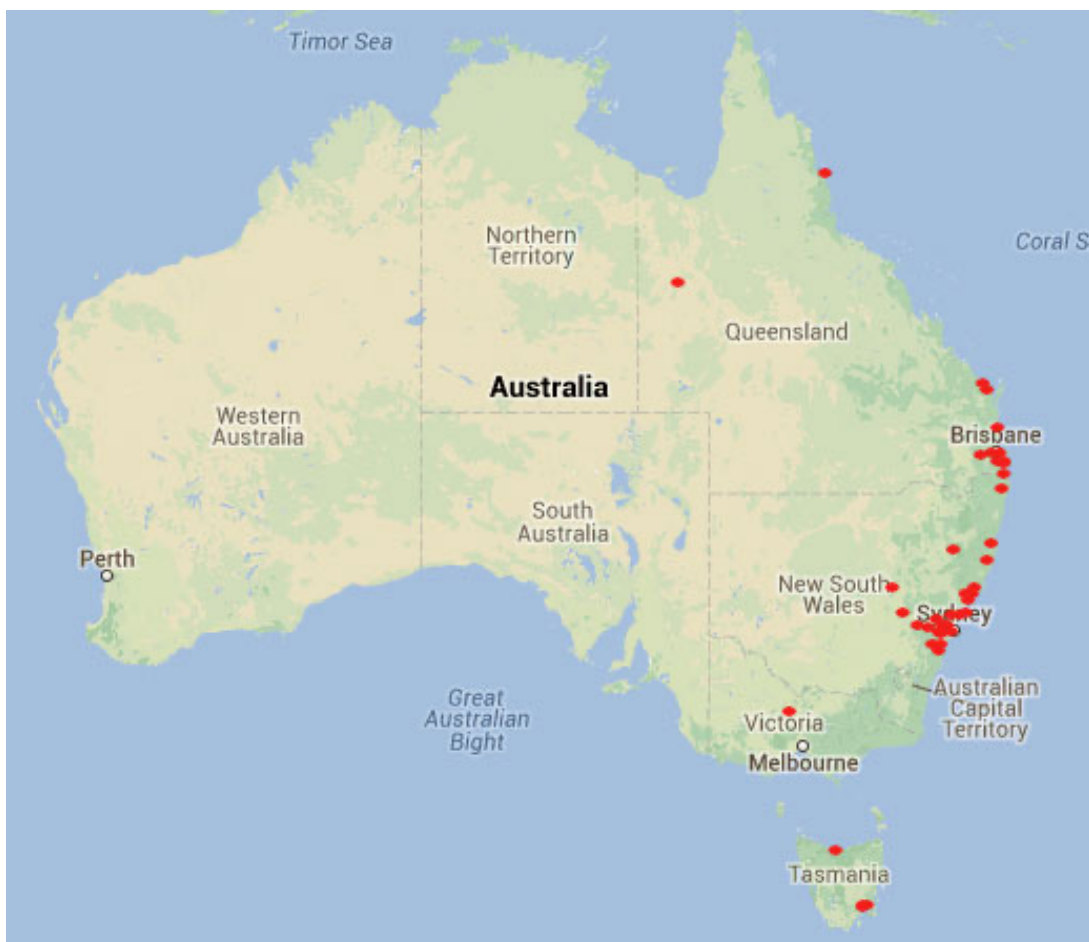 Timor Sea
Northern
Territory
Coral S
Queensland
Australia
Western
Australia
Brisbane
South
Australia
Perth
New South
Wales
Sydney
Great
Australian
Bight
Australian
Capital
Territory
Victoria
Melbourne
Tasmania